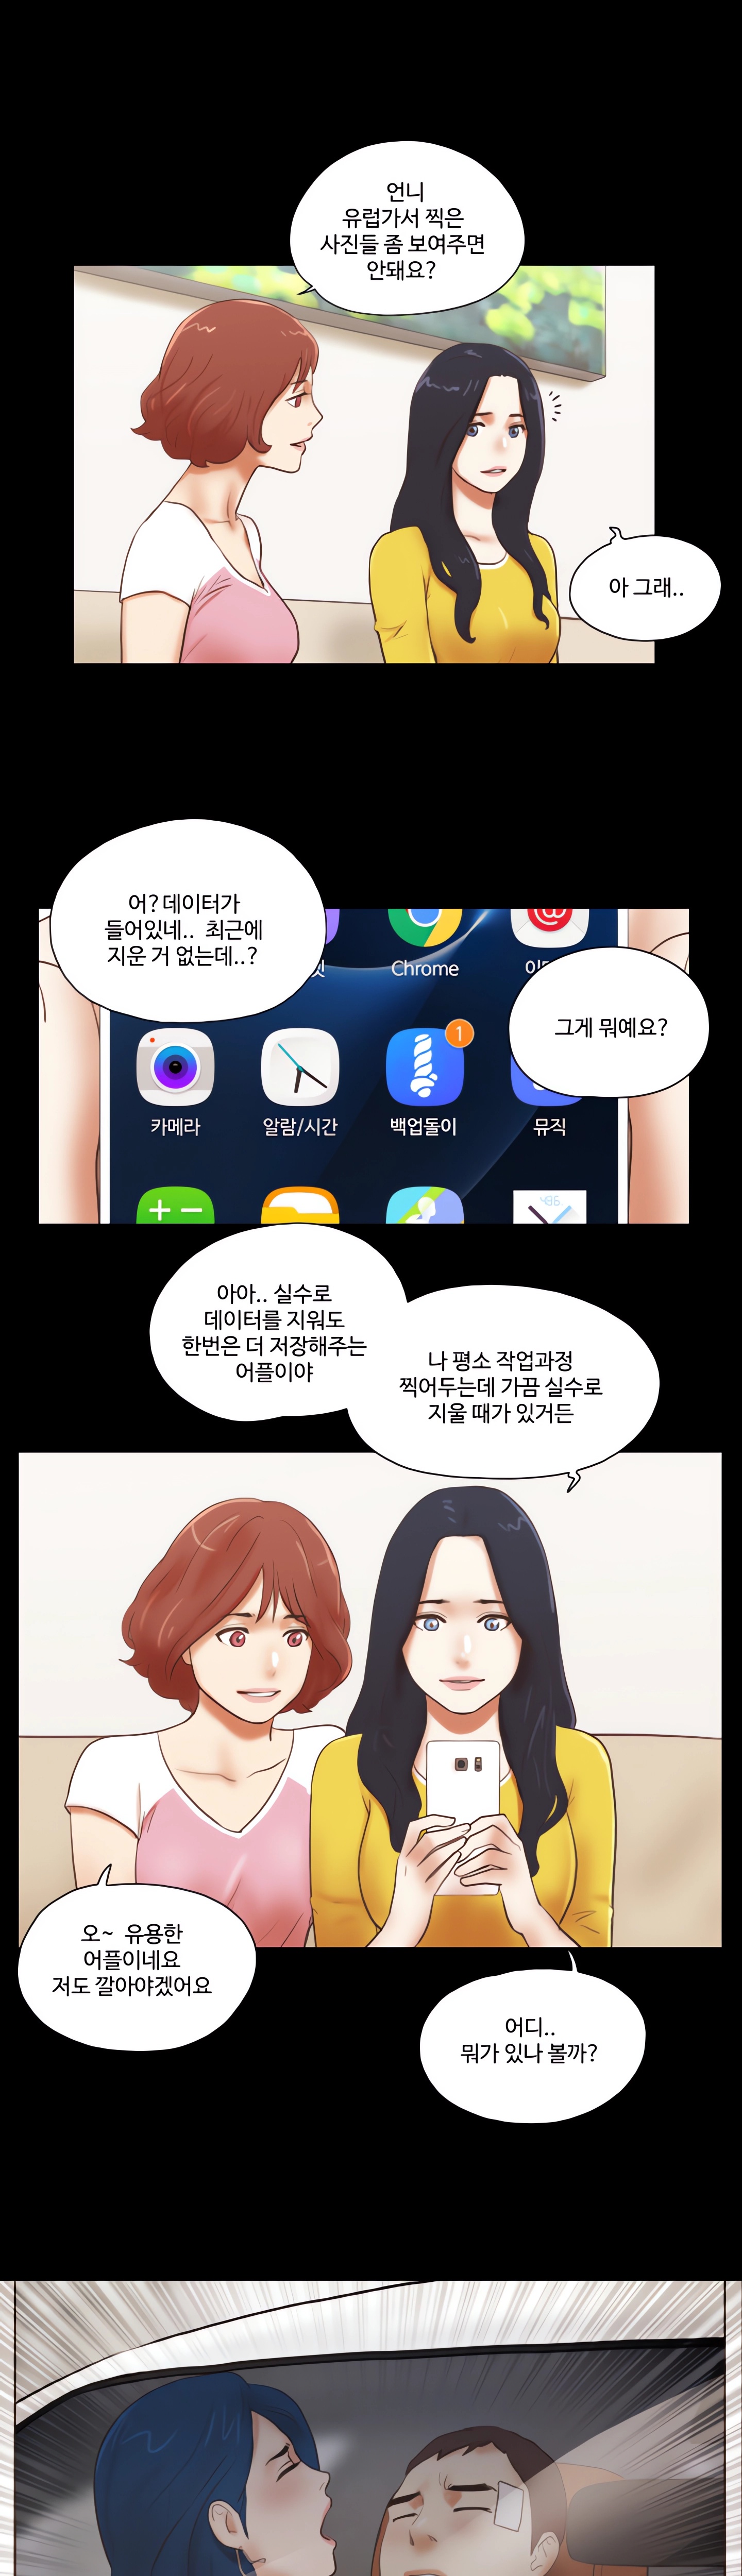 언니
유럽가서 찍은
사진들 좀 보여주면
안돼요?
아 그래..
어? 데이터가
들어있네.. 최근에
지운 거 없는데..?
Chrome
그게 뭐예요?
1
카메라
알람/시간
백업돌이
뮤직
아아.. 실수로
데이터를 지워도
한번은 더 저장해주는
어플이야
나 평소 작업과정
찍어두는데 가끔 실수로
지울 때가 있거든
오~ 유용한
어플이네요
저도 깔아야겠어요
어디..
뭐가 있나 볼까?